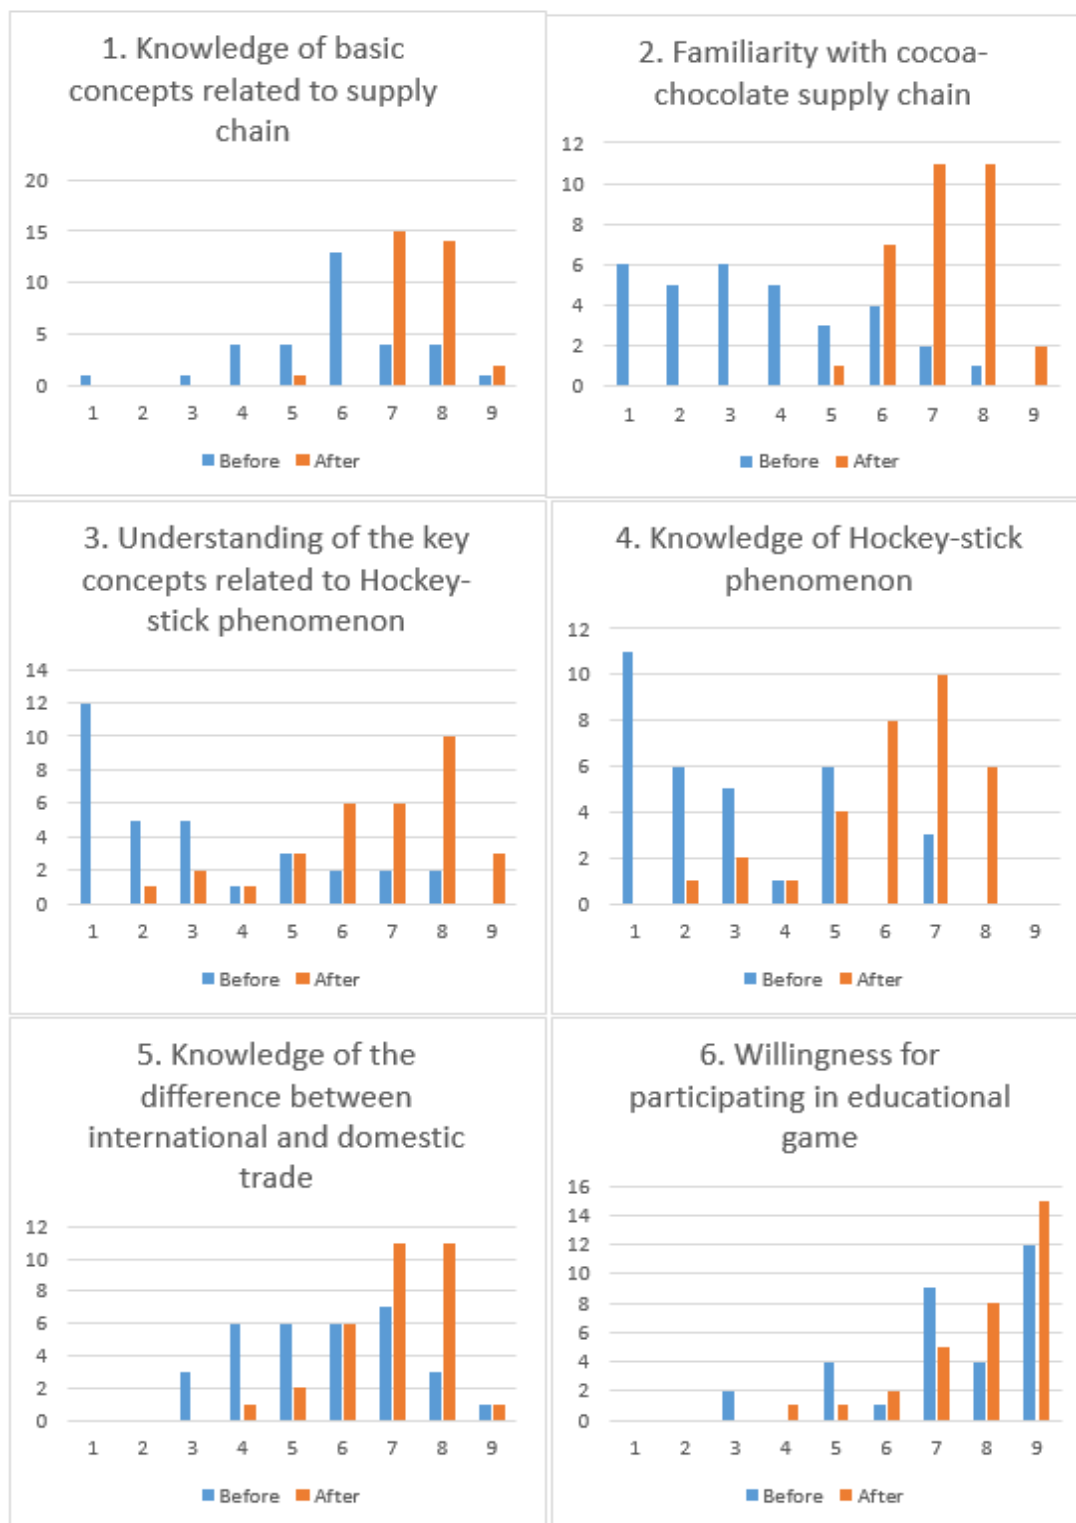 1. Knowledge of basic
concepts related to supply
chain
20
15
10
5
0
1 2 3 4 5 6 7 8 9
Before After
2. Familiarity with cocoa-
chocolate supply chain
12
10
8
6
4
2
0
1 2 3 4 5 6 7 8 9
Before After
3. Understanding of the key
concepts related to Hockey-
stick phenomenon
14
12
10
8
6
4
2
0
1 2 3 4 5 6 7 8 9
Before After
4. Knowledge of Hockey-stick
phenomenon
12
10
8
6
4
2
0
1 2 3 4 5 6 7 8 9
Before After
5. Knowledge of the
difference between
international and domestic
trade
12
10
8
6
4
2
0
1 2 3 4 5 6 7 8 9
Before After
6. Willingness for
participating in educational
game
16
14
12
10
8
6
4
2
0
1 2 3 4 5 6 7 8 9
Before After